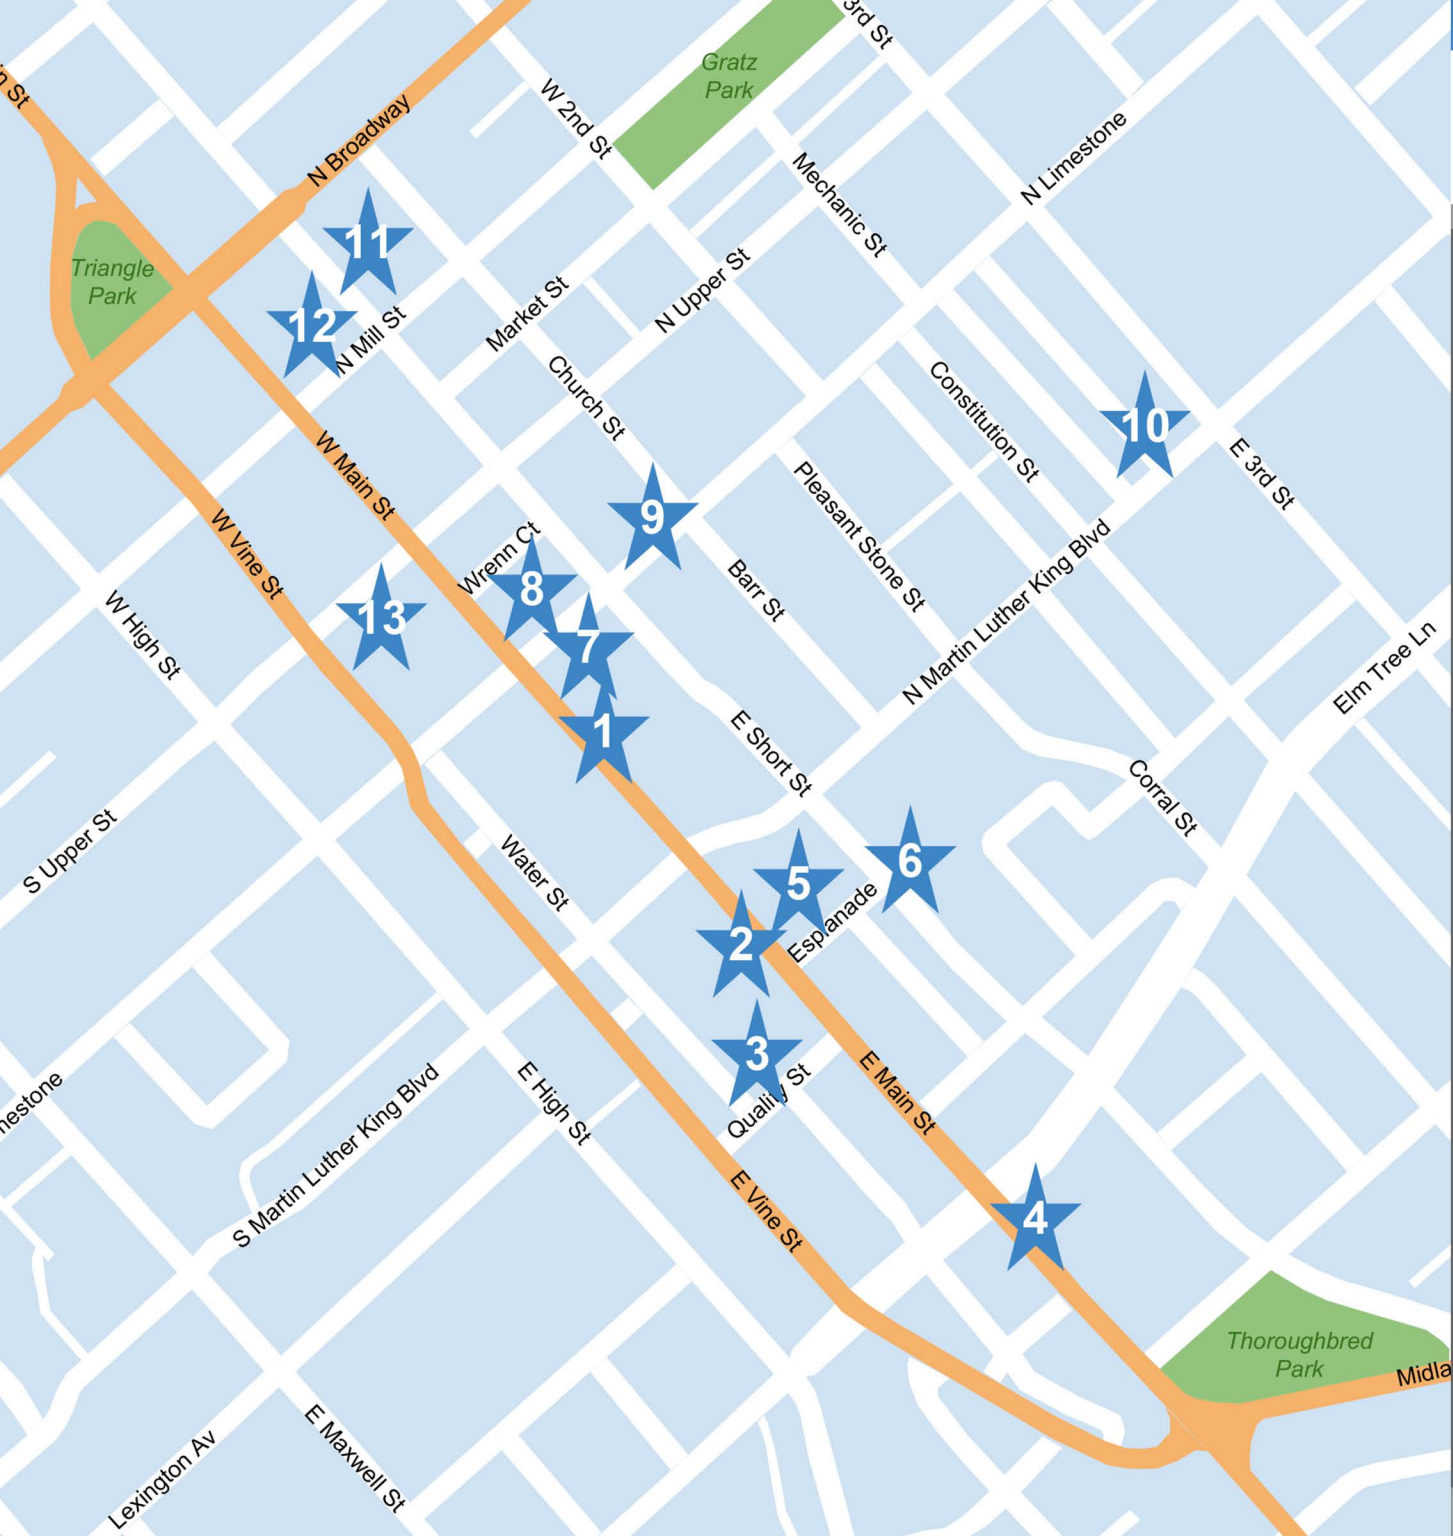 3rd St
Gratz
Park
n St
W 2nd St
N Broadway
N Limestone
Mechanic St
11
Triangle
Park
N Upper St
Market St
12
N Mill St
Church St
Constitution St
10
W Main St
E 3rd St
Pleasant Stone St
9
W Vine St
Wrenn Ct
Barr St
8
N Martin Luther King Blvd
13
W High St
7
Elm Tree Ln
1
E Short St
Corral St
S Upper St
Water St
6
5
Esplanade
2
3
E Main St
Quality St
mestone
E High St
S Martin Luther King Blvd
E Vine St
4
Thoroughbred
Park
Midla
E Maxwell St
Lexington Av